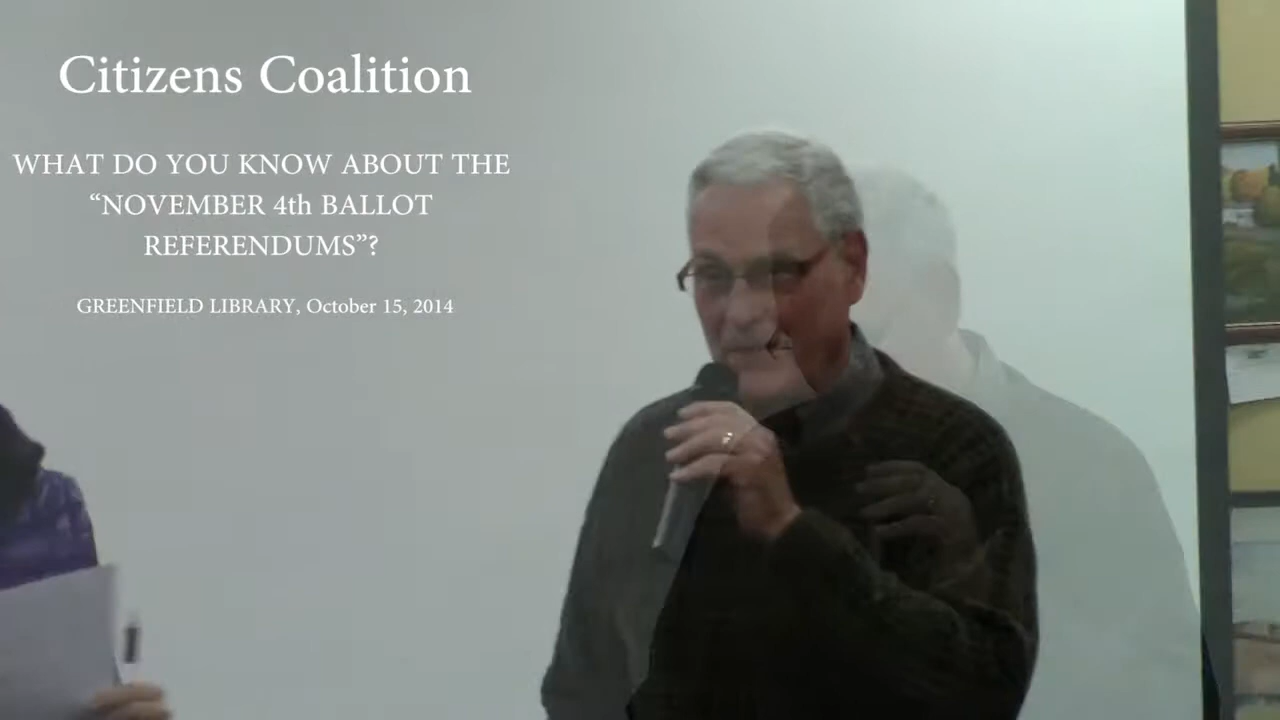 Citizens Coalition
WHAT DO YOU KNOW ABOUT THE
“NOVEMBER 4th BALLOT
REFERENDUMS”?
GREENFIELD LIBRARY, October 15, 2014